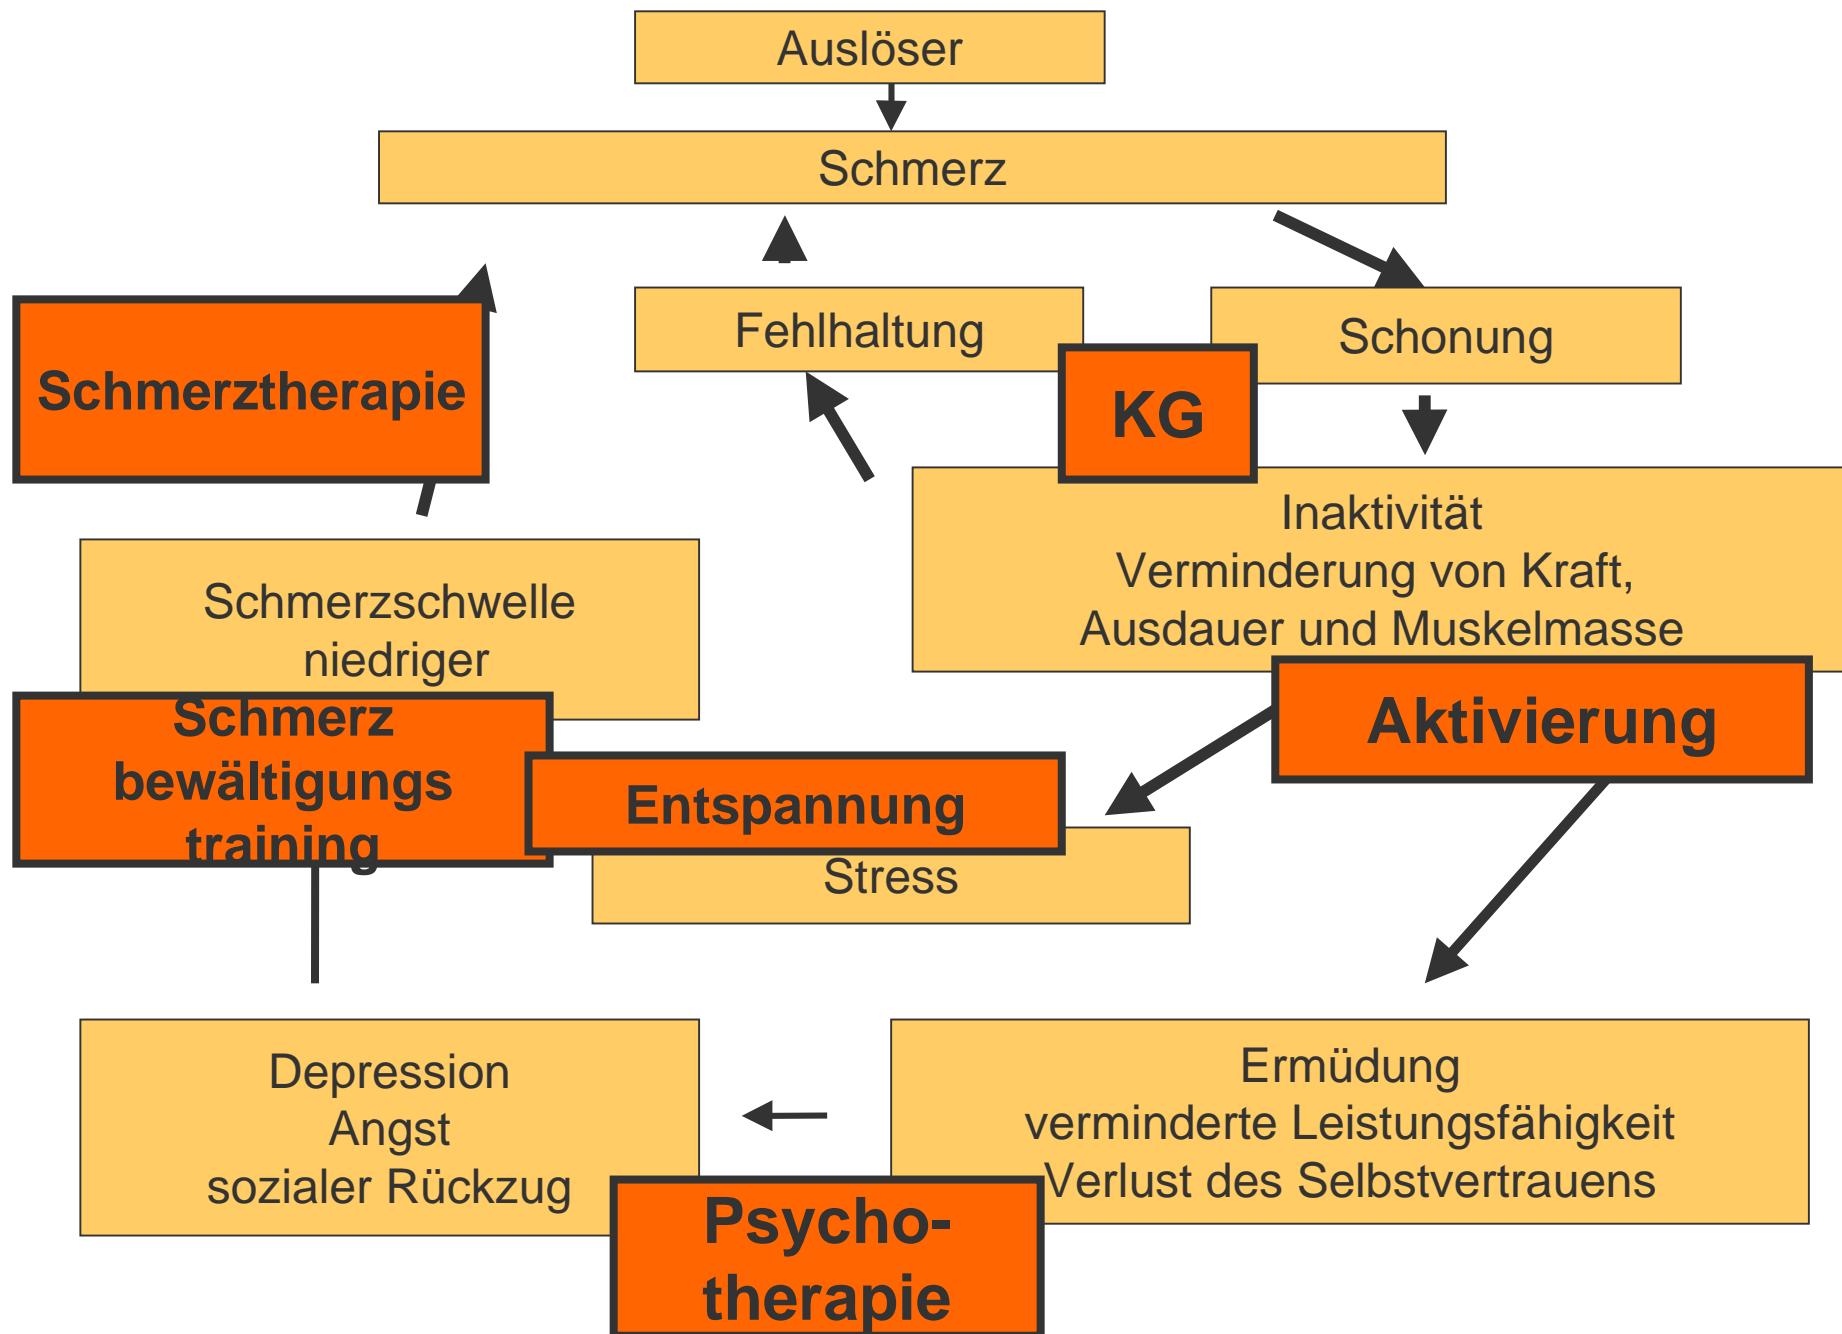 Auslöser
Schmerz
Fehlhaltung
Schonung
Schmerztherapie
KG
Inaktivität
Verminderung von Kraft,
Ausdauer und Muskelmasse
Schmerzschwelle
niedriger
Schmerz
bewältigungs
training
Aktivierung
Entspannung
Stress
Depression
Angst
sozialer Rückzug
Ermüdung
verminderte Leistungsfähigkeit
Verlust des Selbstvertrauens
Psycho-
therapie